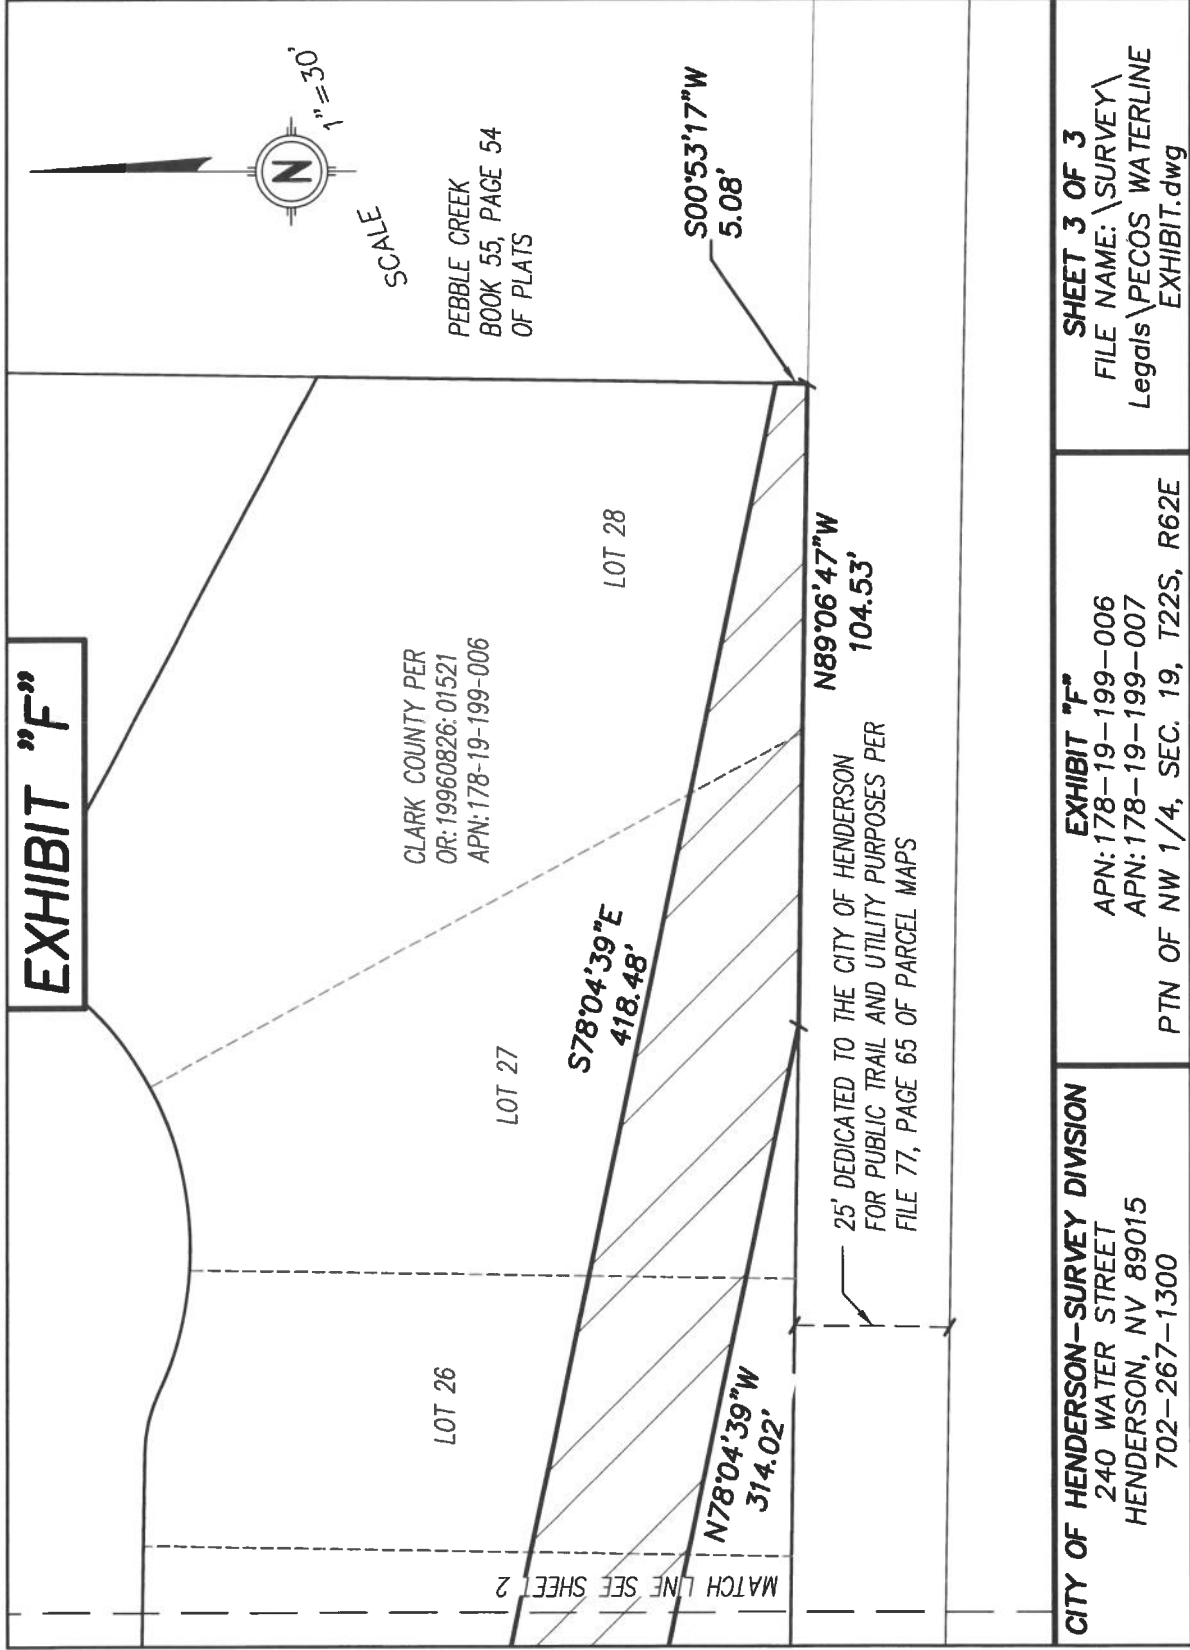 EXHIBIT "F"
1"=30'
N
SCALE
PEBBLE CREEK
BOOK 55, PAGE 54
OF PLATS
CLARK COUNTY PER
OR:19960826:01521
APN:178-19-199-006
LOT 28
LOT 27
LOT 26
S00°53'17"W
5.08'
S78°04'39"E
418.48'
N89°06'47"W
104.53'
N78°04'39"W
314.02'
25' DEDICATED TO THE CITY OF HENDERSON
FOR PUBLIC TRAIL AND UTILITY PURPOSES PER
FILE 77, PAGE 65 OF PARCEL MAPS
MATCH LINE SEE SHEET 2
CITY OF HENDERSON-SURVEY DIVISION
240 WATER STREET
HENDERSON, NV 89015
702-267-1300
EXHIBIT "F"
APN:178-19-199-006
APN:178-19-199-007
PTN OF NW 1/4, SEC. 19, T22S, R62E
SHEET 3 OF 3
FILE NAME: \SURVEY\
Legals\PECOS WATERLINE
EXHIBIT.dwg